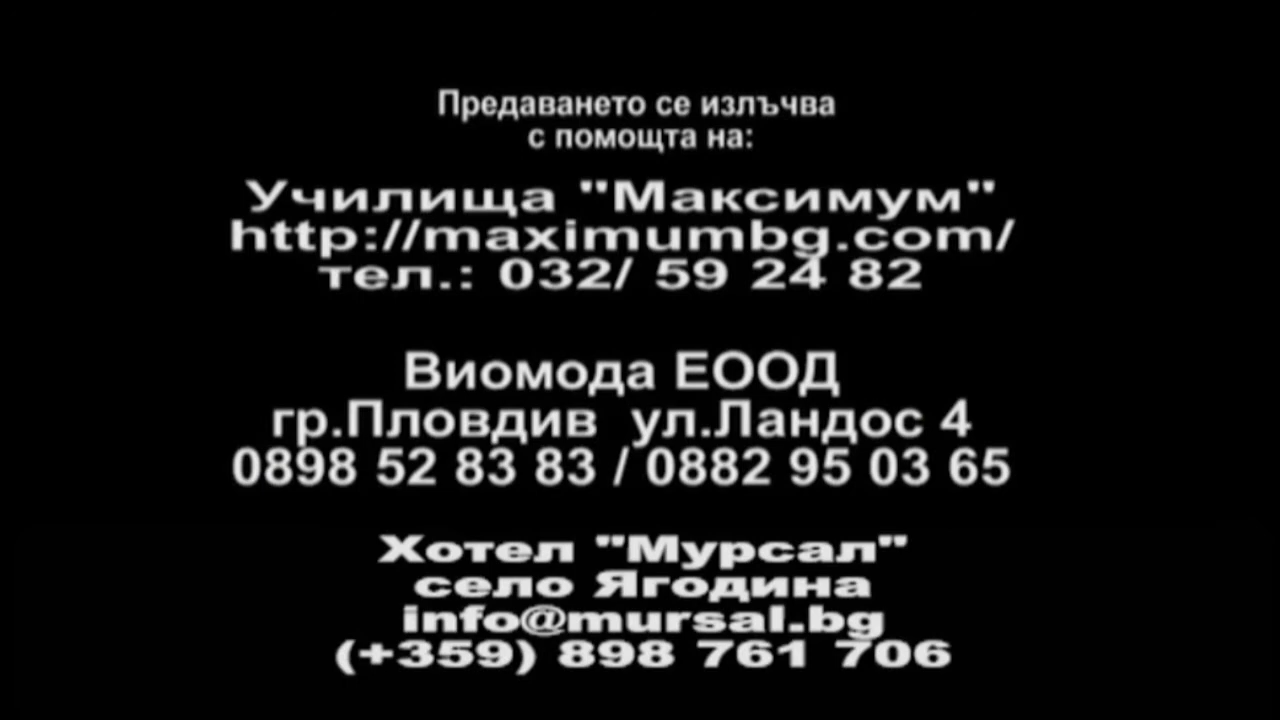 Предаването се излъчва
с помощта на:
Училища "Максимум"
http://maximumbg.com/
тел.: 032/ 59 24 82
Виомода ЕООД
гр.Пловдив ул.Ландос 4
0898 52 83 83 / 0882 95 03 65
Хотел "Мурсал"
село Ягодина
info@mursal.bg
(+359) 898 761 706